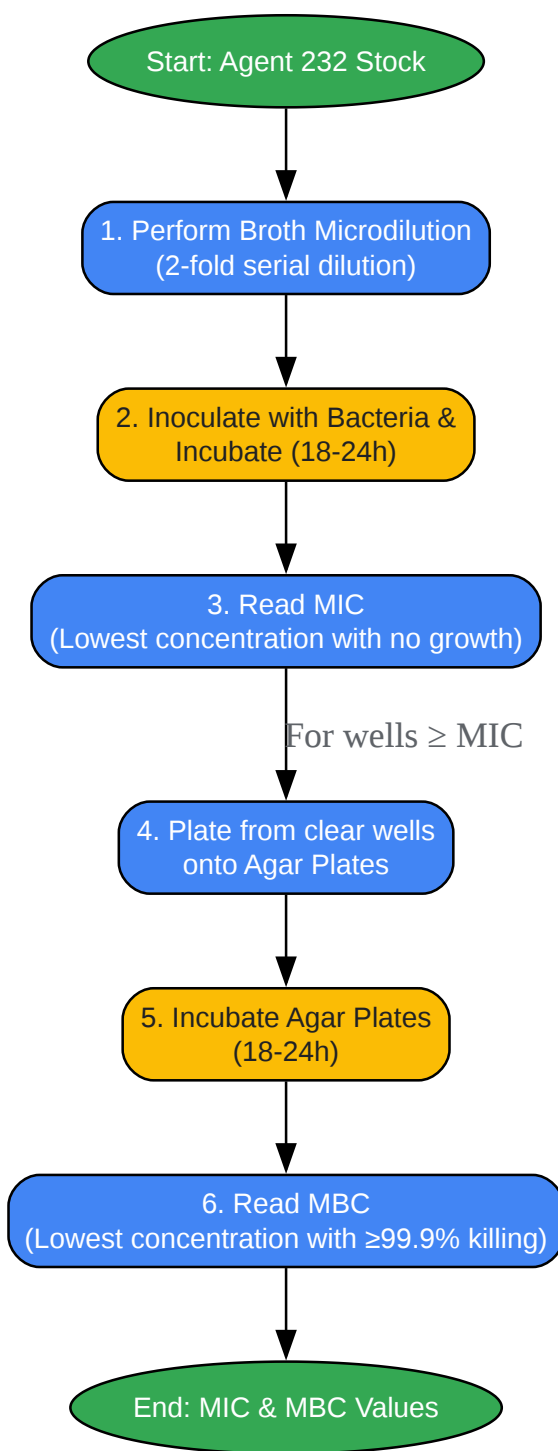 Start: Agent 232 Stock
1. Perform Broth Microdilution
(2-fold serial dilution)
2. Inoculate with Bacteria &
Incubate (18-24h)
3. Read MIC
(Lowest concentration with no growth)
For wells ≥ MIC
4. Plate from clear wells
onto Agar Plates
5. Incubate Agar Plates
(18-24h)
6. Read MBC
(Lowest concentration with ≥99.9% killing)
End: MIC & MBC Values